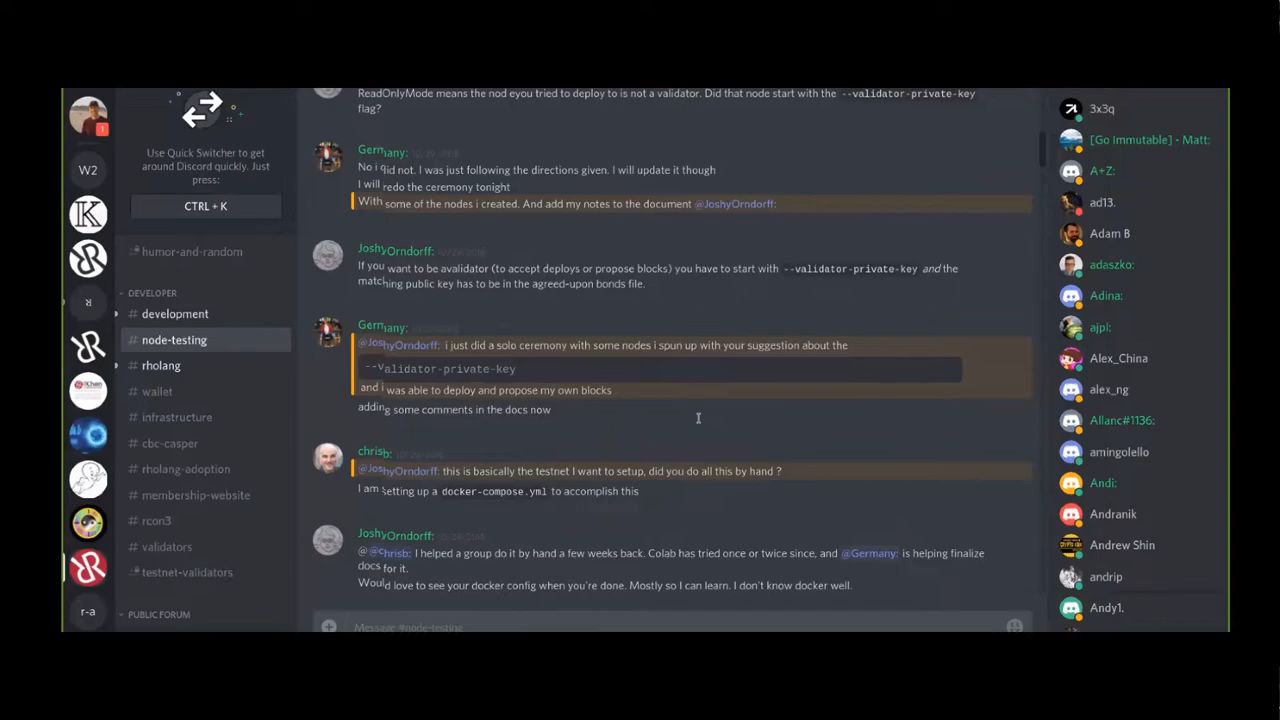 Use Quick Switcher to get
around Discord quickly. Just
press:
CTRL + K
humor-and-random
DEVELOPER
development
# node-testing
rholang
# wallet
# infrastructure
# cbc-casper
# rholang-adoption
# membership-website
# rcon3
# validators
# testnet-validators
PUBLIC FORUM
W2
K
R
1
RChain
r-a
ReadOnlyMode means the nod eyou tried to deploy to is not a validator. Did that node start with the --validator-private-key
flag?
Germany:
No i did not. I was just following the directions given. I will update it though
I will redo the ceremony tonight
With some of the nodes i created. And add my notes to the document @JoshyOrndorff:
JoshyOrndorff:
If you want to be avalidator (to accept deploys or propose blocks) you have to start with --validator-private-key and the
matching public key has to be in the agreed-upon bonds file.
Germany:
@JoshyOrndorff: i just did a solo ceremony with some nodes i spun up with your suggestion about the
--validator-private-key
and i was able to deploy and propose my own blocks
adding some comments in the docs now
chrisb:
@JoshyOrndorff: this is basically the testnet I want to setup, did you do all this by hand ?
I am setting up a docker-compose.yml to accomplish this
JoshyOrndorff:
@chrisb: I helped a group do it by hand a few weeks back. Colab has tried once or twice since, and @Germany: is helping finalize
docs for it.
Would love to see your docker config when you're done. Mostly so I can learn. I don't know docker well.
Message #node-testing
3x3q
[Go Immutable] - Matt:
A+Z:
ad13.
Adam B
adaszko:
Adina:
ajpl:
Alex_China
alex_ng
Allanc#1136:
amingolello
Andi:
Andranik
Andrew Shin
andrip
Andy1.